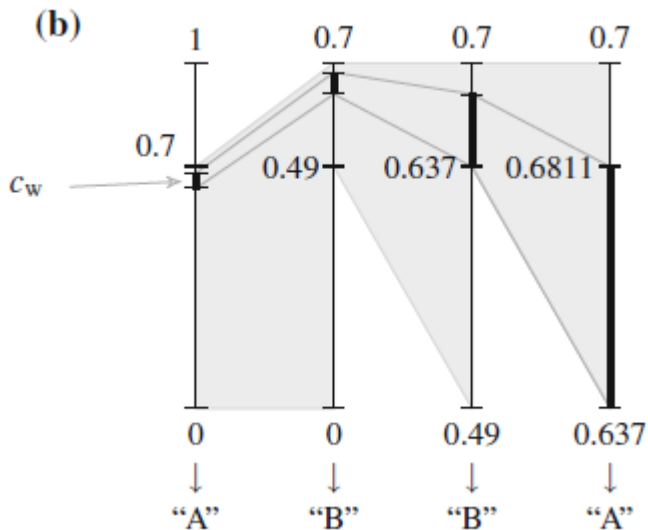 (b)
1 0.7 0.7 0.7
0.7
0.49 0.637 0.6811
c_w
0 0 0.49 0.637
↓ ↓ ↓ ↓
“A” “B” “B” “A”